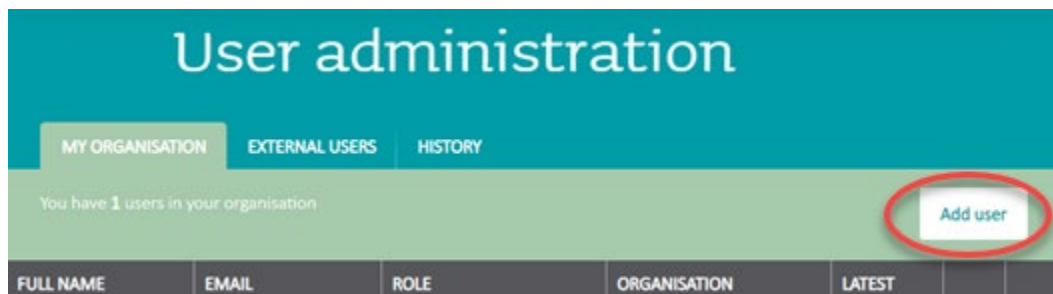 User administration
MY ORGANISATION EXTERNAL USERS HISTORY
You have 1 users in your organisation
Add user
FULL NAME EMAIL ROLE ORGANISATION LATEST